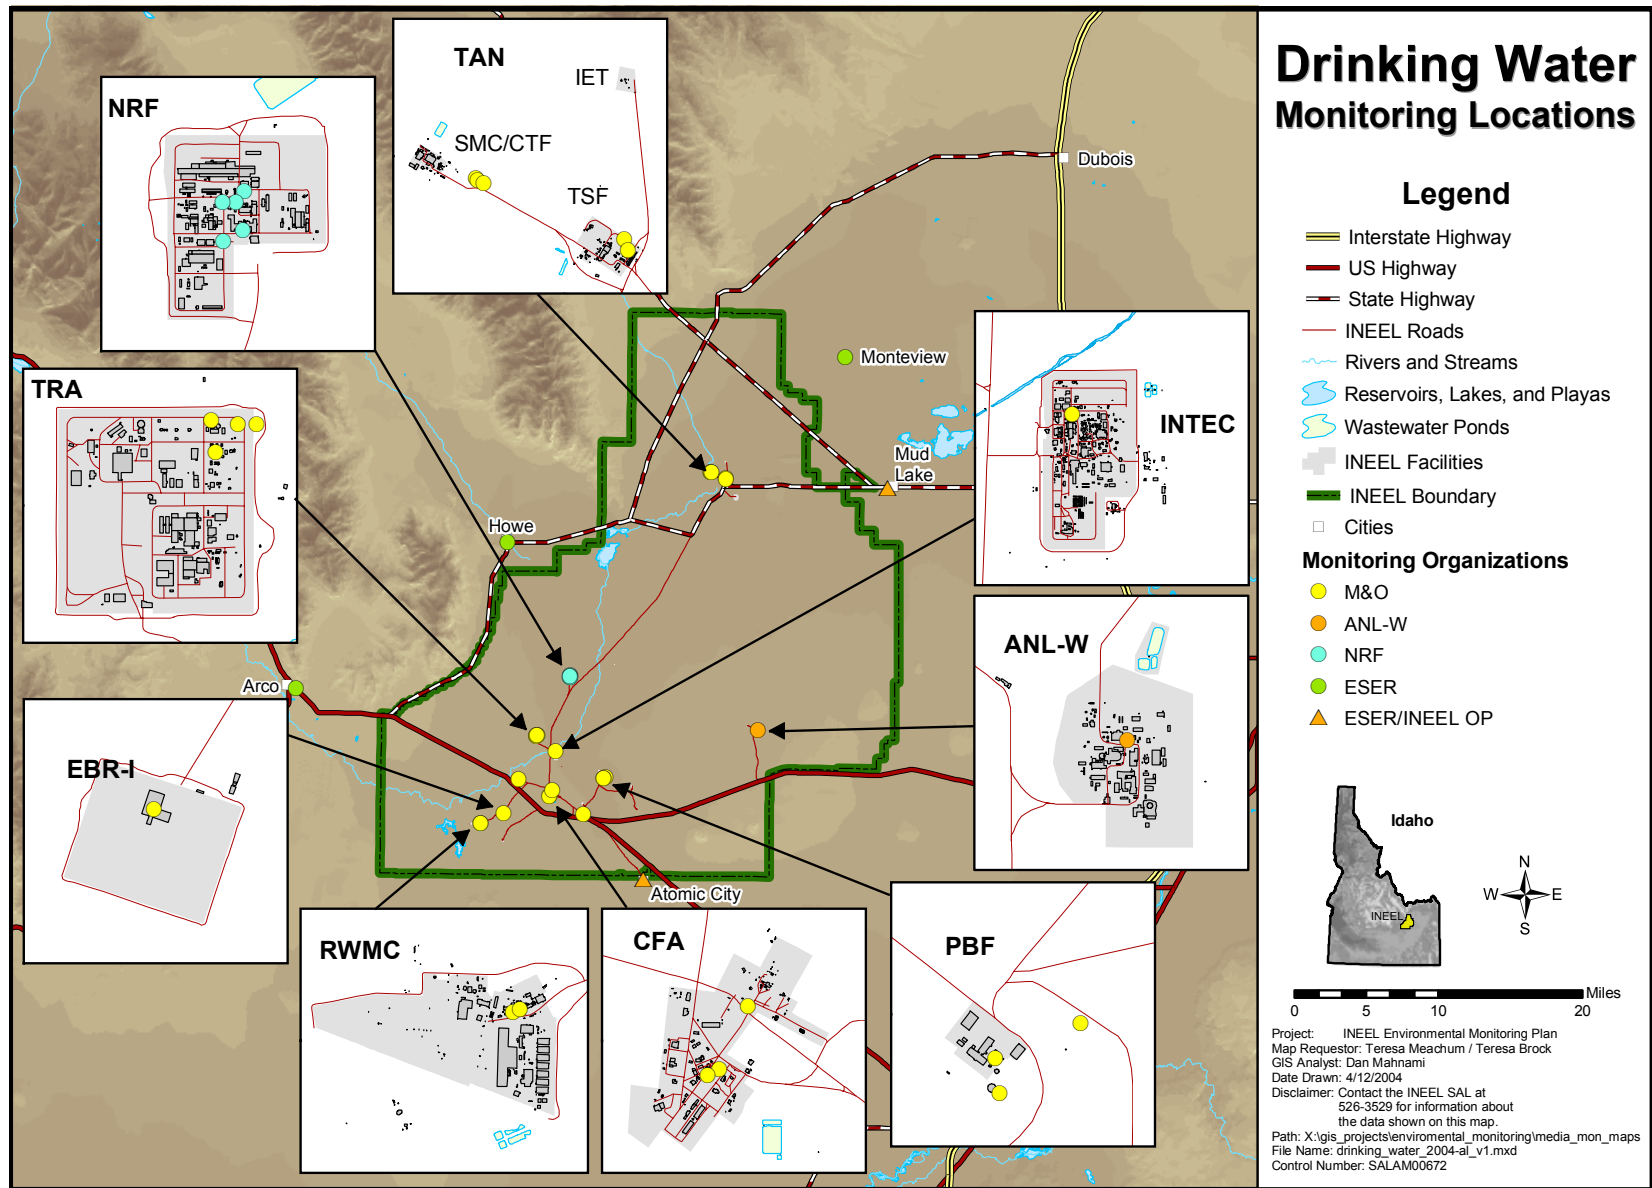 Drinking Water
Monitoring Locations
Legend
Interstate Highway
US Highway
State Highway
INEEL Roads
Rivers and Streams
Reservoirs, Lakes, and Playas
Wastewater Ponds
INEEL Facilities
INEEL Boundary
Cities
Monitoring Organizations
M&O
ANL-W
NRF
ESER
ESER/INEEL OP
Idaho
INEEL
N
W
E
S
Miles
0
5
10
20
Project: INEEL Environmental Monitoring Plan
Map Requestor: Teresa Meachum / Teresa Brock
GIS Analyst: Dan Mahnami
Date Drawn: 4/12/2004
Disclaimer: Contact the INEEL SAL at
526-3529 for information about
the data shown on this map.
Path: X:\gis_projects\enviromental_monitoring\media_mon_maps
File Name: drinking_water_2004-al_v1.mxd
Control Number: SALAM00672
TAN
IET
SMC/CTF
TSF
NRF
TRA
EBR-I
RWMC
CFA
PBF
ANL-W
INTEC
Dubois
Monteview
Mud
Lake
Howe
Arco
Atomic City